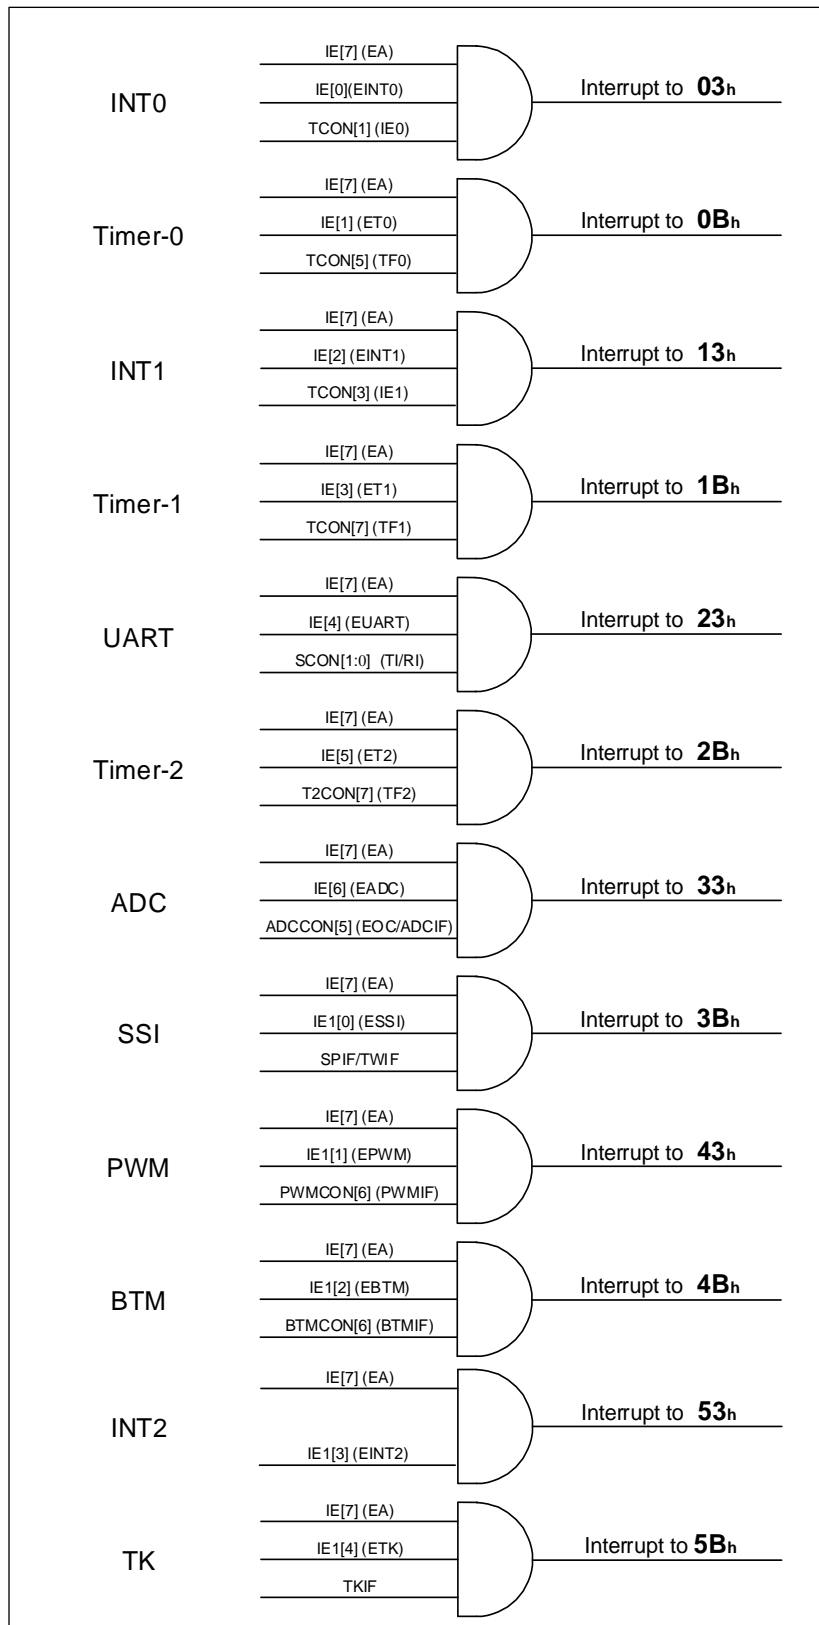 IE[7] (EA)
INT0 IE[0](EINT0) Interrupt to 03h
TCON[1] (IE0)
IE[7] (EA)
Timer-0 IE[1] (ET0) Interrupt to 0Bh
TCON[5] (TF0)
IE[7] (EA)
INT1 IE[2] (EINT1) Interrupt to 13h
TCON[3] (IE1)
IE[7] (EA)
Timer-1 IE[3] (ET1) Interrupt to 1Bh
TCON[7] (TF1)
IE[7] (EA)
UART IE[4] (EUART) Interrupt to 23h
SCON[1:0] (TI/RI)
IE[7] (EA)
Timer-2 IE[5] (ET2) Interrupt to 2Bh
T2CON[7] (TF2)
IE[7] (EA)
ADC IE[6] (EADC) Interrupt to 33h
ADCCON[5] (EOC/ADCIF)
IE[7] (EA)
SSI IE1[0] (ESSI) Interrupt to 3Bh
SPIF/TWIF
IE[7] (EA)
PWM IE1[1] (EPWM) Interrupt to 43h
PWMCON[6] (PWMIF)
IE[7] (EA)
BTM IE1[2] (EBTM) Interrupt to 4Bh
BTMCON[6] (BTMIF)
IE[7] (EA)
INT2 Interrupt to 53h
IE1[3] (EINT2)
IE[7] (EA)
TK IE1[4] (ETK) Interrupt to 5Bh
TKIF